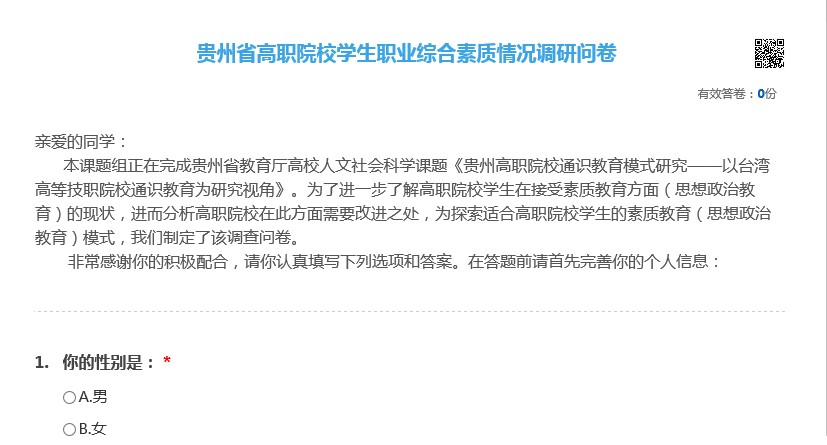 贵州省高职院校学生职业综合素质情况调研问卷
有效答卷：0份
亲爱的同学：
本课题组正在完成贵州省教育厅高校人文社会科学课题《贵州高职院校通识教育模式研究——以台湾
高等技职院校通识教育为研究视角》。为了进一步了解高职院校学生在接受素质教育方面（思想政治教
育）的现状，进而分析高职院校在此方面需要改进之处，为探索适合高职院校学生的素质教育（思想政治
教育）模式，我们制定了该调查问卷。
非常感谢你的积极配合，请你认真填写下列选项和答案。在答题前请首先完善你的个人信息：
1. 你的性别是： *
A.男
B.女